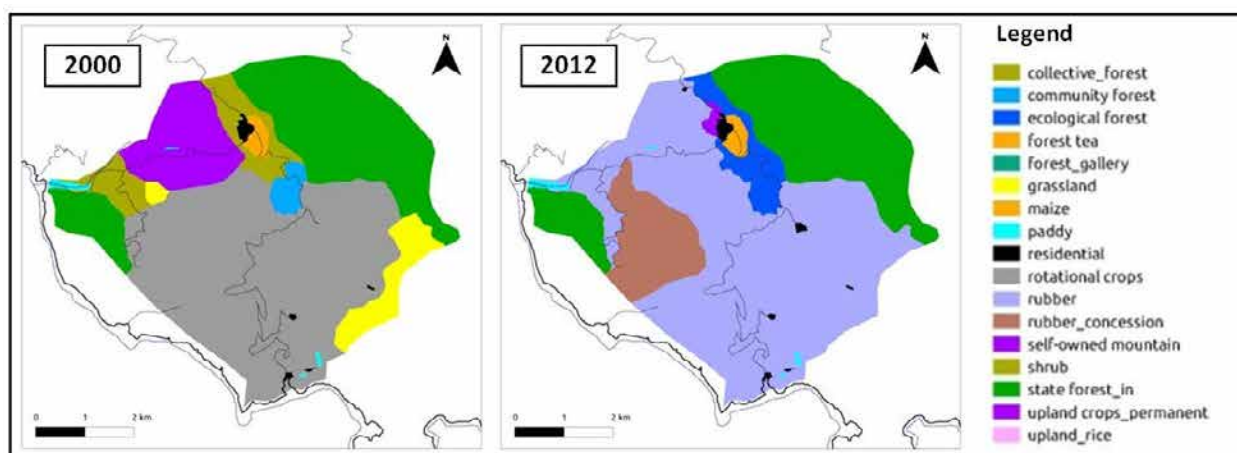 2000
N
0 1 2 km
2012
N
0 1 2 km
Legend
collective_forest
community forest
ecological forest
forest tea
forest_gallery
grassland
maize
paddy
residential
rotational crops
rubber
rubber_concession
self-owned mountain
shrub
state forest_in
upland crops_permanent
upland_rice